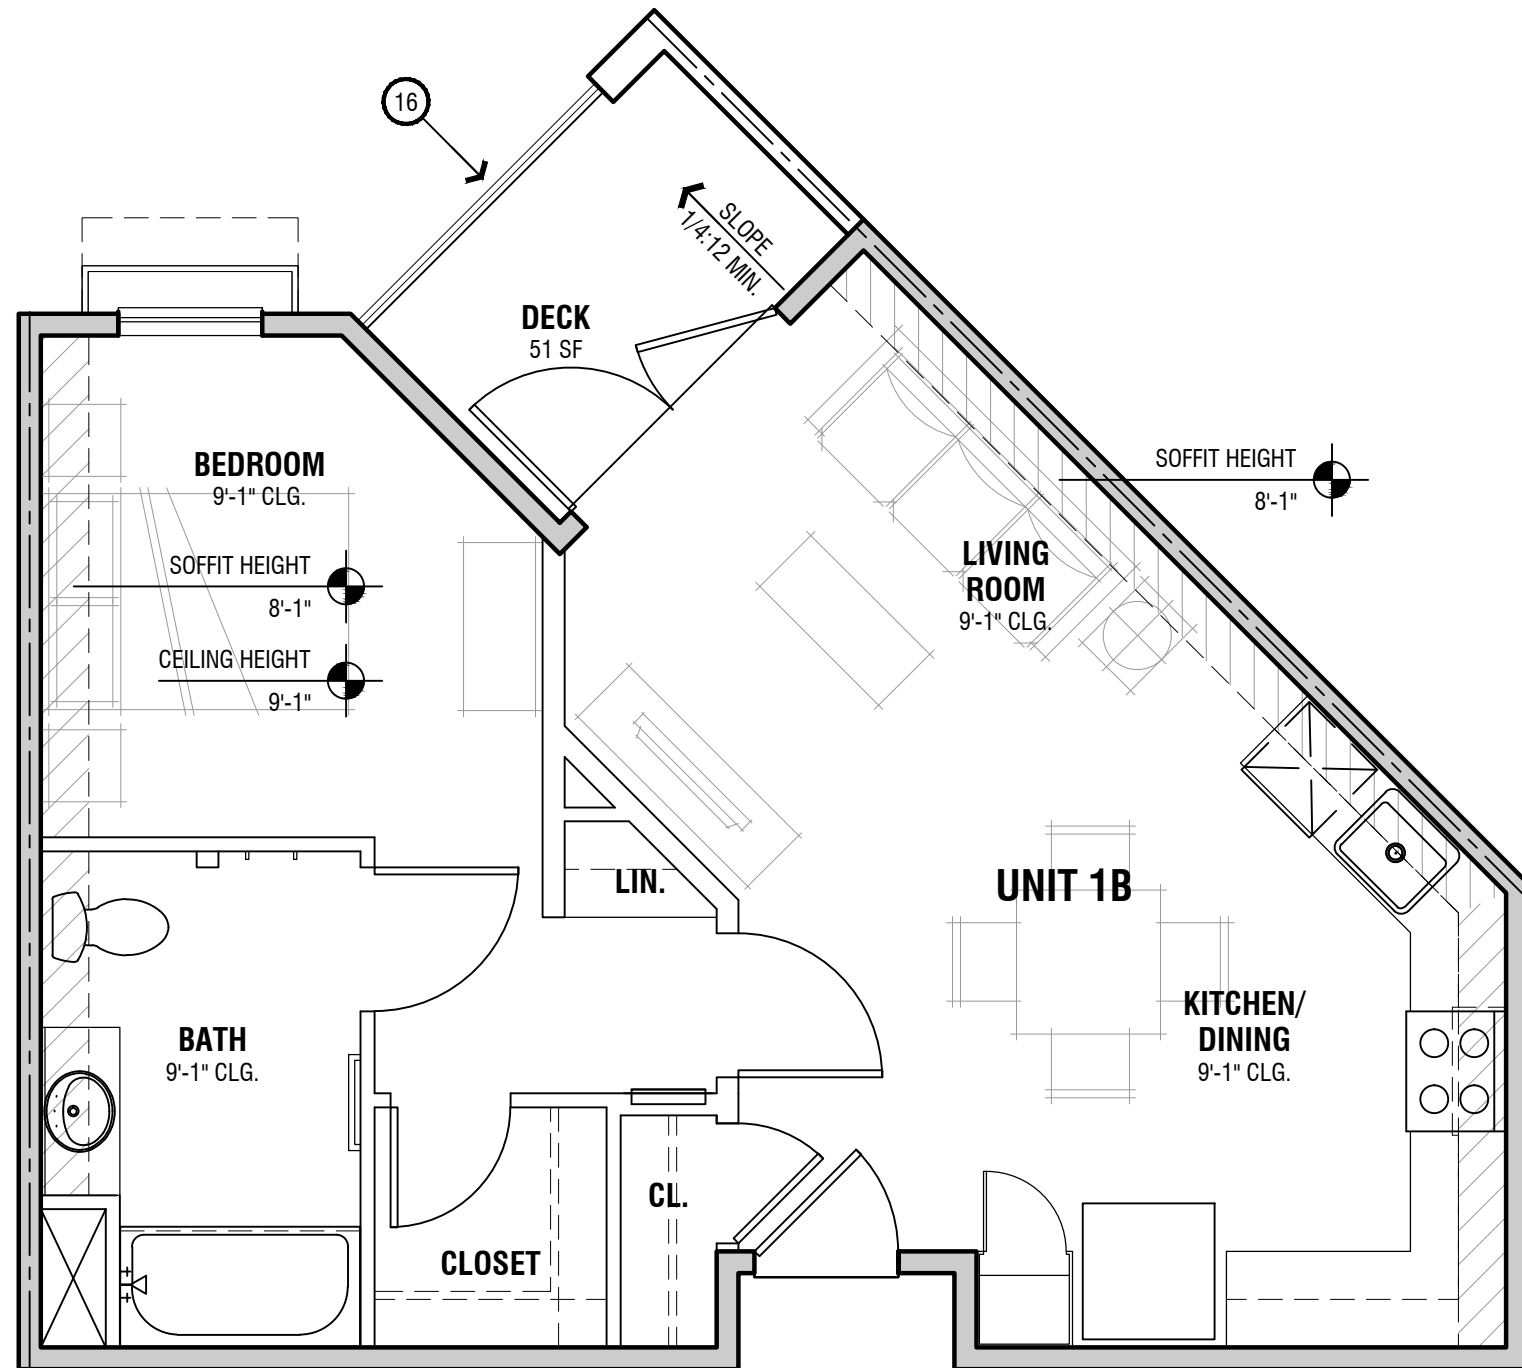 16
SLOPE
1/4:12 MIN.
DECK
51 SF
BEDROOM
9'-1" CLG.
SOFFIT HEIGHT
8'-1"
SOFFIT HEIGHT
8'-1"
CEILING HEIGHT
9'-1"
LIVING
ROOM
9'-1" CLG.
LIN.
UNIT 1B
KITCHEN/
DINING
9'-1" CLG.
BATH
9'-1" CLG.
CL.
CLOSET